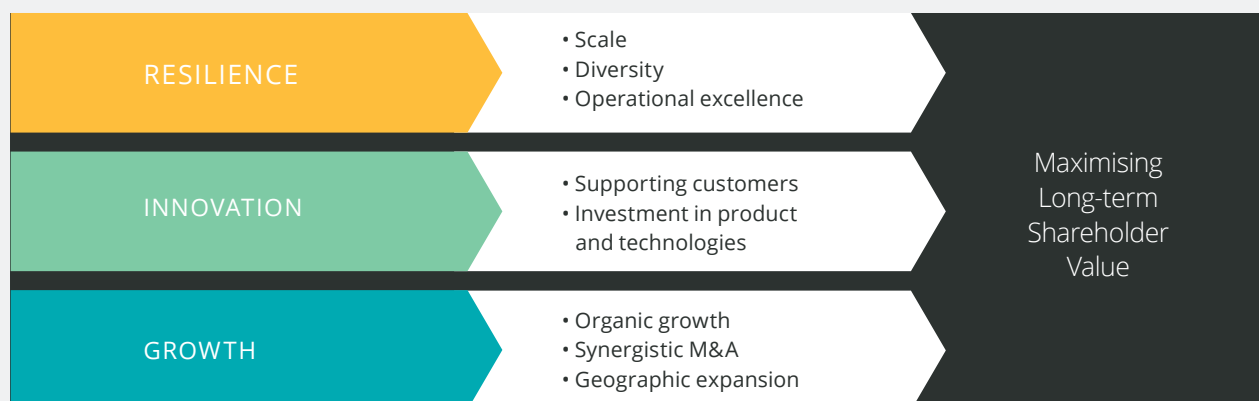 RESILIENCE
• Scale
• Diversity
• Operational excellence
INNOVATION
• Supporting customers
• Investment in product
and technologies
GROWTH
• Organic growth
• Synergistic M&A
• Geographic expansion
Maximising
Long-term
Shareholder
Value